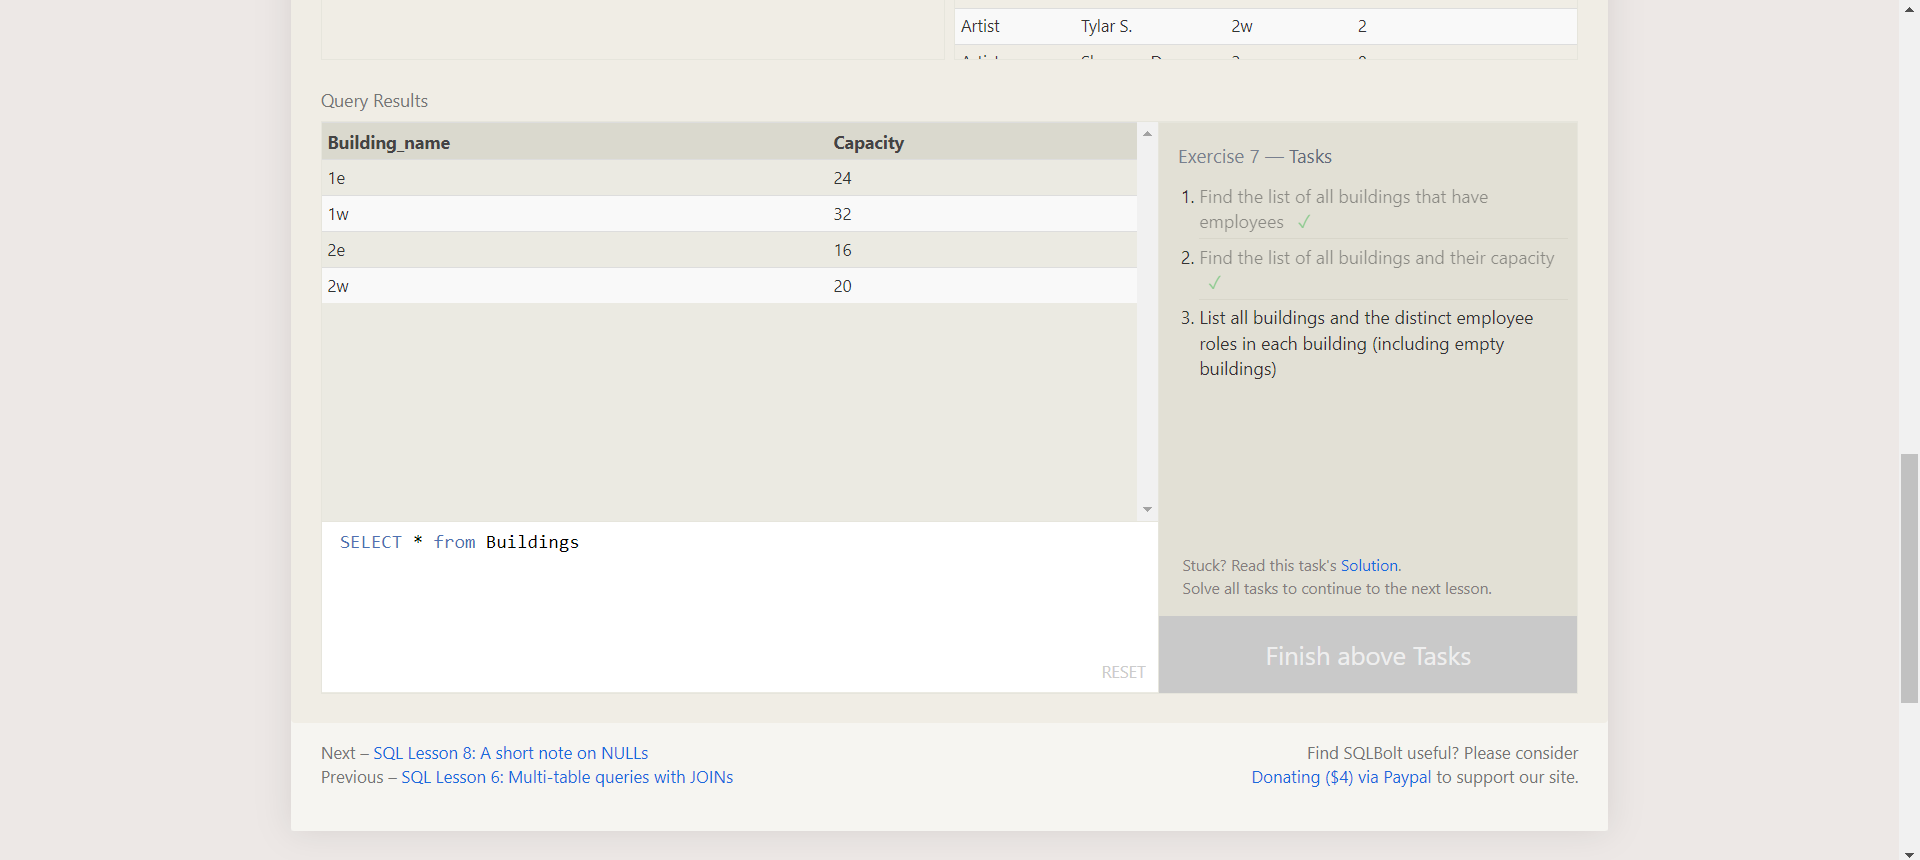 Artist Tylar S. 2w 2
Query Results
Building_name Capacity
1e 24
1w 32
2e 16
2w 20
SELECT * from Buildings
RESET
Exercise 7 — Tasks
1. Find the list of all buildings that have
employees ✓
2. Find the list of all buildings and their capacity
✓
3. List all buildings and the distinct employee
roles in each building (including empty
buildings)
Stuck? Read this task's Solution.
Solve all tasks to continue to the next lesson.
Finish above Tasks
Next – SQL Lesson 8: A short note on NULLs
Previous – SQL Lesson 6: Multi-table queries with JOINs
Find SQLBolt useful? Please consider
Donating ($4) via Paypal to support our site.